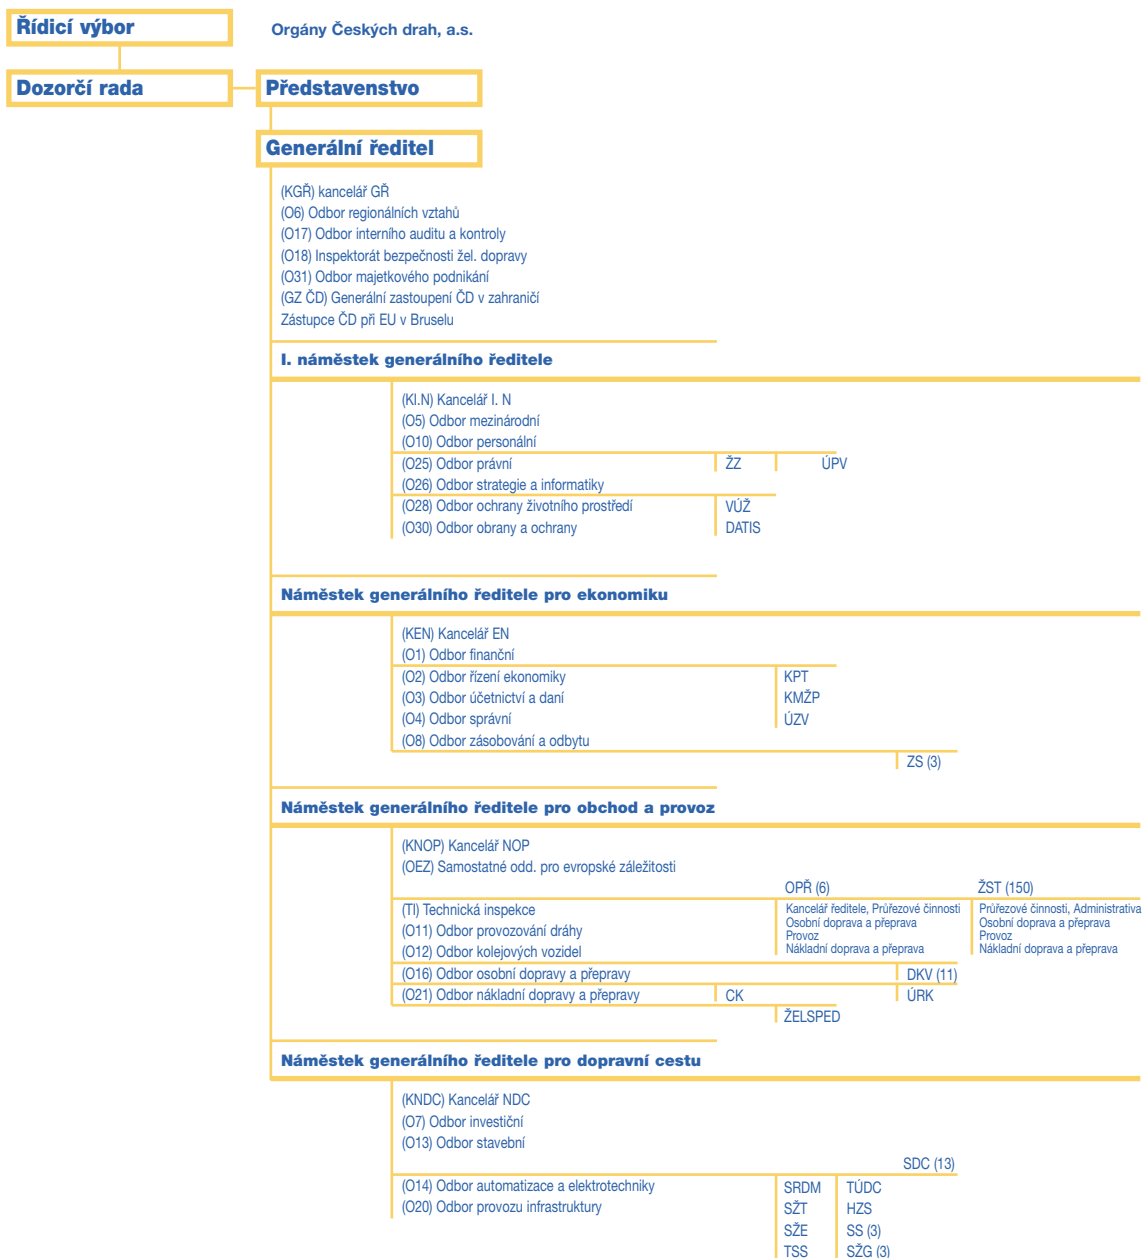 Řídicí výbor
Orgány Českých drah, a.s.
Dozorčí rada
Představenstvo
Generální ředitel
(KGŘ) kancelář GŘ
(O6) Odbor regionálních vztahů
(O17) Odbor interního auditu a kontroly
(O18) Inspektorát bezpečnosti žel. dopravy
(O31) Odbor majetkového podnikání
(GZ ČD) Generální zastoupení ČD v zahraničí
Zástupce ČD při EU v Bruselu
I. náměstek generálního ředitele
(KI.N) Kancelář I. N
(O5) Odbor mezinárodní
(O10) Odbor personální
(O25) Odbor právní ŽZ ÚPV
(O26) Odbor strategie a informatiky
(O28) Odbor ochrany životního prostředí VÚŽ
(O30) Odbor obrany a ochrany DATIS
Náměstek generálního ředitele pro ekonomiku
(KEN) Kancelář EN
(O1) Odbor finanční
(O2) Odbor řízení ekonomiky KPT
(O3) Odbor účetnictví a daní KMŽP
(O4) Odbor správní ÚZV
(O8) Odbor zásobování a odbytu
ZS (3)
Náměstek generálního ředitele pro obchod a provoz
(KNOP) Kancelář NOP
(OEZ) Samostatné odd. pro evropské záležitosti
OPŘ (6) ŽST (150)
(TI) Technická inspekce
(O11) Odbor provozování dráhy
(O12) Odbor kolejových vozidel
Kancelář ředitele, Průřezové činnosti
Osobní doprava a přeprava
Provoz
Nákladní doprava a přeprava
Průřezové činnosti, Administrativa
Osobní doprava a přeprava
Provoz
Nákladní doprava a přeprava
(O16) Odbor osobní dopravy a přepravy DKV (11)
(O21) Odbor nákladní dopravy a přepravy CK ÚRK
ŽELSPED
Náměstek generálního ředitele pro dopravní cestu
(KNDC) Kancelář NDC
(O7) Odbor investiční
(O13) Odbor stavební
SDC (13)
(O14) Odbor automatizace a elektrotechniky SRDM TÚDC
(O20) Odbor provozu infrastruktury SŽT HZS
SŽE SS (3)
TSS SŽG (3)